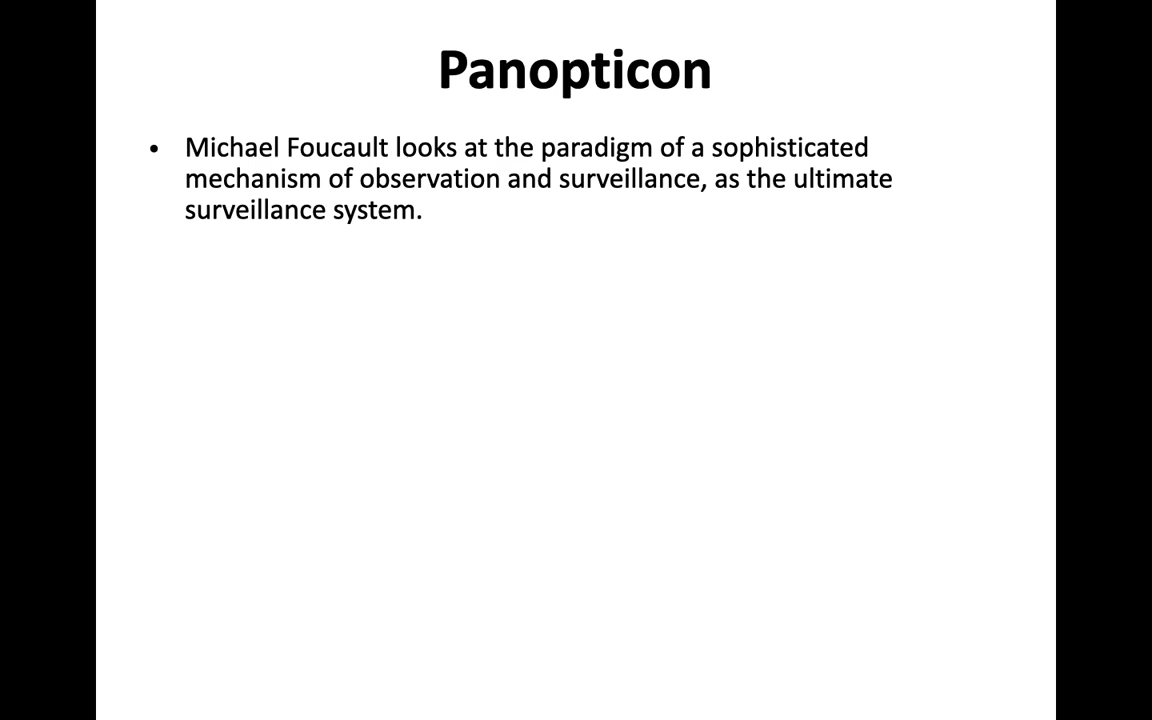 Panopticon
• Michael Foucault looks at the paradigm of a sophisticated
mechanism of observation and surveillance, as the ultimate
surveillance system.